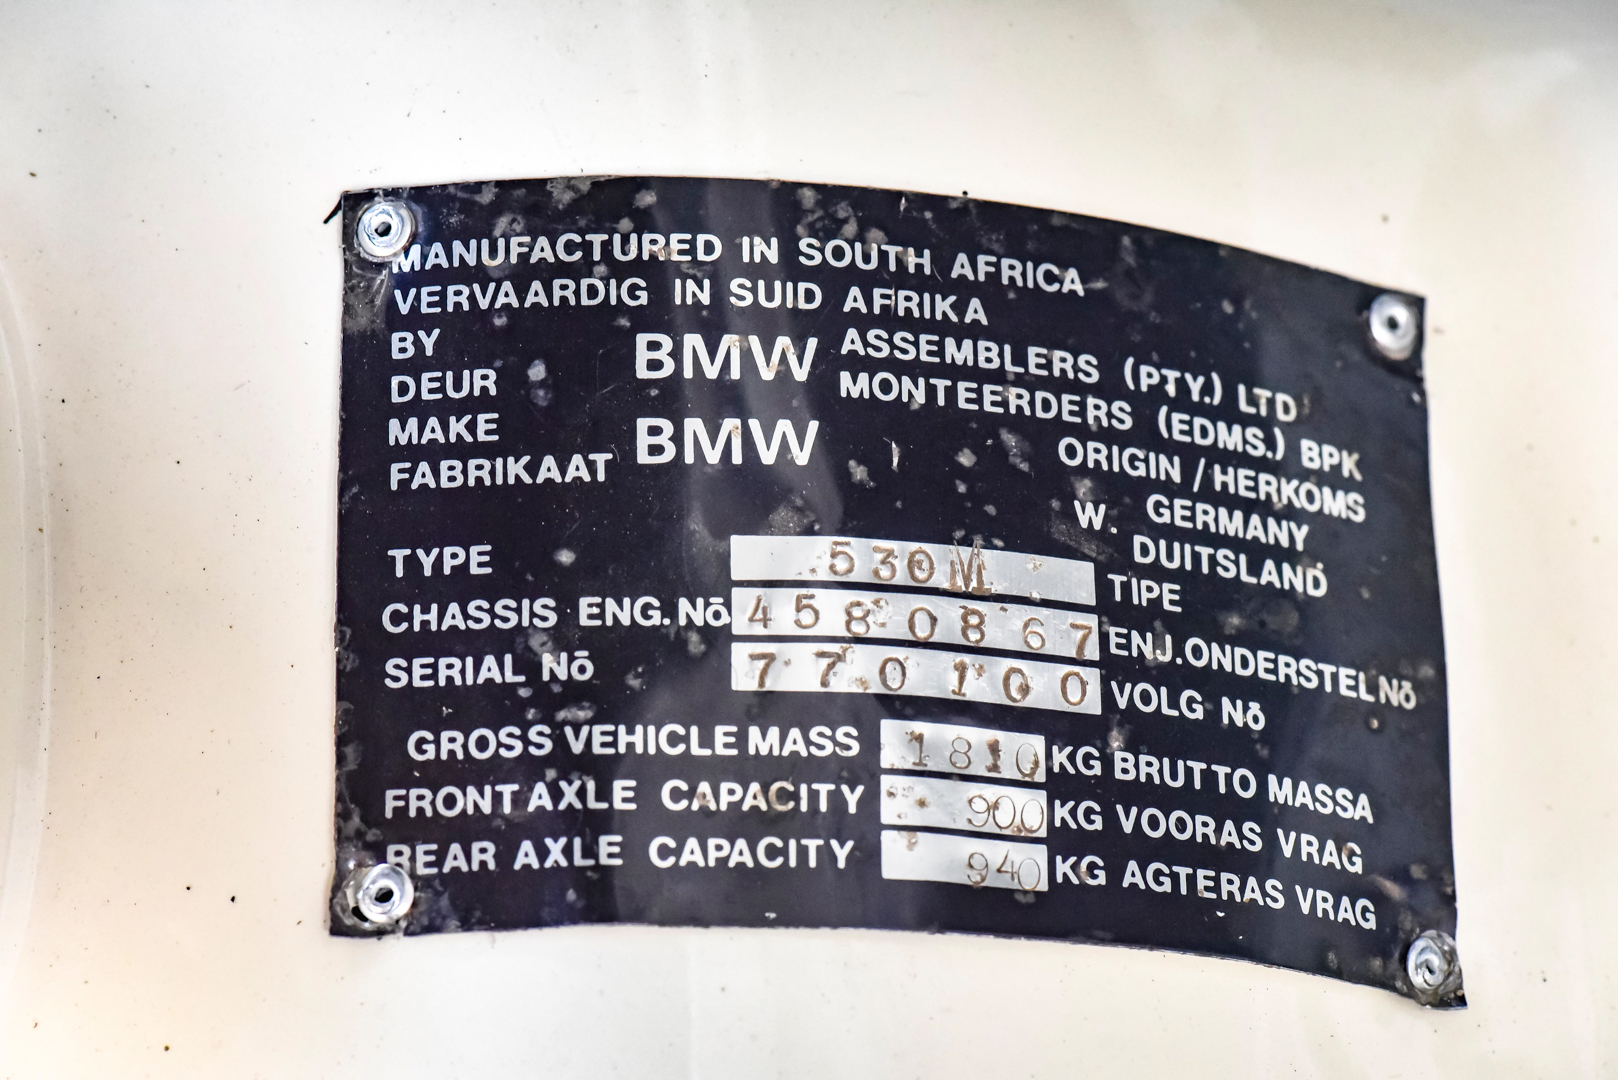 MANUFACTURED IN SOUTH AFRICA
VERVAARDIG IN SUID AFRIKA
BY BMW ASSEMBLERS (PTY.) LTD
DEUR MONTEERDERS (EDMS.) BPK
MAKE BMW ORIGIN / HERKOMS
FABRIKAAT W. GERMANY
DUITSLAND
TYPE 530M TIPE
CHASSIS ENG. Nō 4580867 ENJ. ONDERSTEL Nō
SERIAL Nō 770100 VOLG Nō
GROSS VEHICLE MASS 1810 KG BRUTTO MASSA
FRONT AXLE CAPACITY 900 KG VOORAS VRAG
REAR AXLE CAPACITY 940 KG AGTERAS VRAG